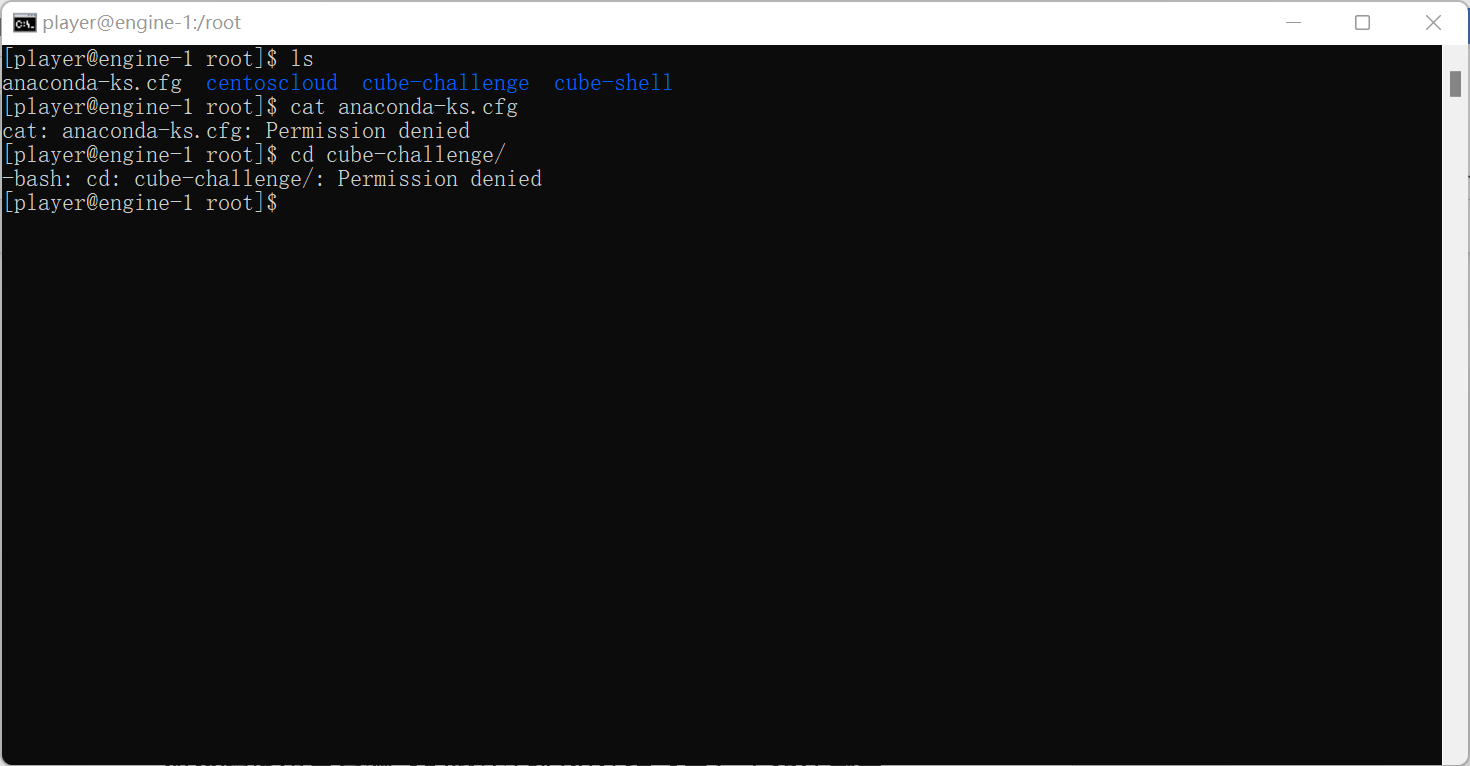 player@engine-1:/root
[player@engine-1 root]$ ls
anaconda-ks.cfg  centoscloud  cube-challenge  cube-shell
[player@engine-1 root]$ cat anaconda-ks.cfg
cat: anaconda-ks.cfg: Permission denied
[player@engine-1 root]$ cd cube-challenge/
-bash: cd: cube-challenge/: Permission denied
[player@engine-1 root]$